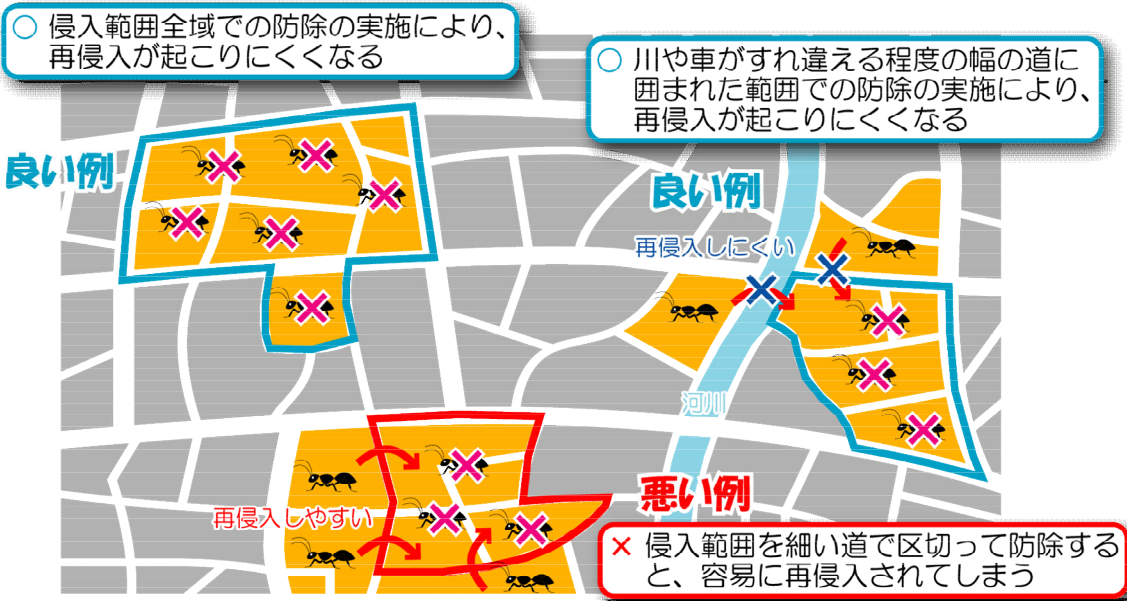 ○ 侵入範囲全域での防除の実施により、
再侵入が起こりにくくなる
○ 川や車がすれ違える程度の幅の道に
囲まれた範囲での防除の実施により、
再侵入が起こりにくくなる
良い例
良い例
再侵入しにくい
河川
悪い例
再侵入しやすい
× 侵入範囲を細い道で区切って防除する
と、容易に再侵入されてしまう